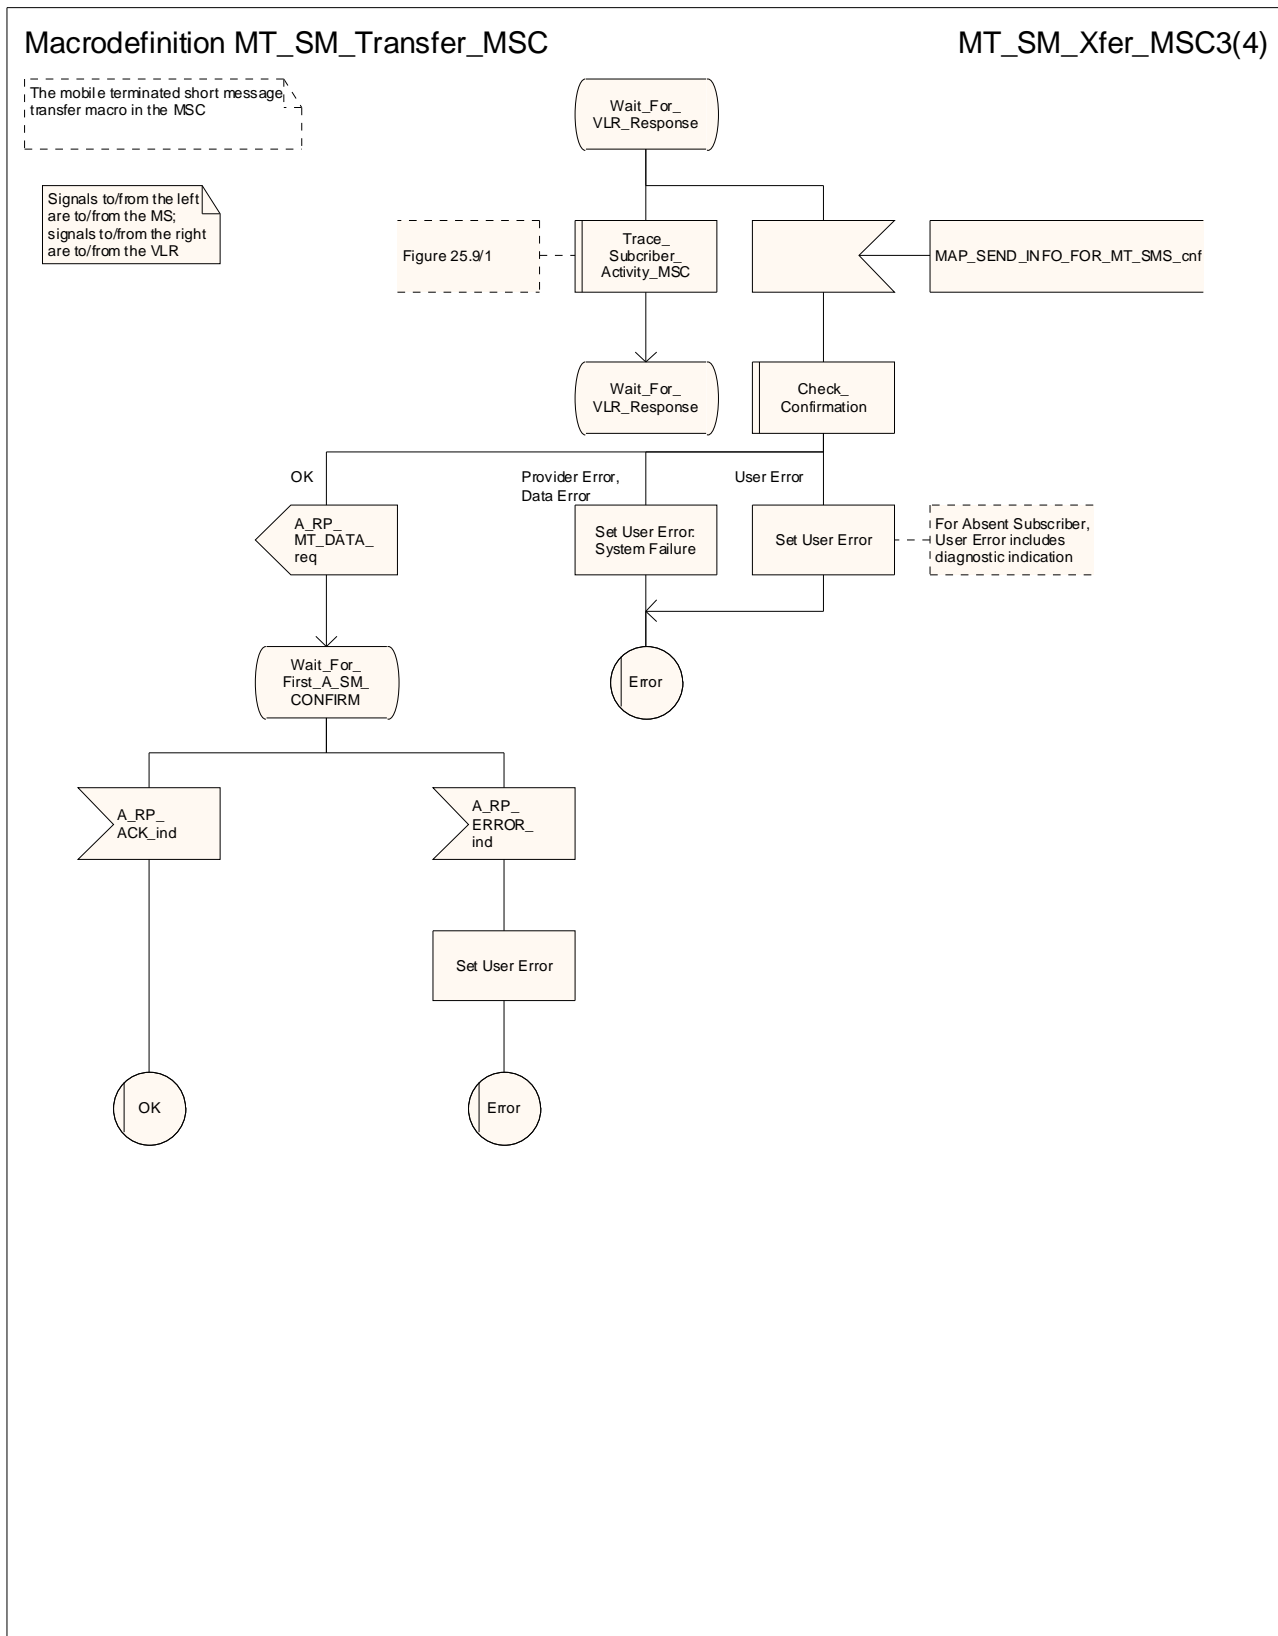 Macrodefinition MT_SM_Transfer_MSC
MT_SM_Xfer_MSC3(4)
The mobile terminated short message
transfer macro in the MSC
Wait_For_
VLR_Response
Signals to/from the left
are to/from the MS;
signals to/from the right
are to/from the VLR
Figure 25.9/1
Trace_
Subcriber_
Activity_MSC
MAP_SEND_INFO_FOR_MT_SMS_cnf
Wait_For_
VLR_Response
Check_
Confirmation
OK
Provider Error,
Data Error
User Error
A_RP_
MT_DATA_
req
Set User Error:
System Failure
Set User Error
For Absent Subscriber,
User Error includes
diagnostic indication
Wait_For_
First_A_SM_
CONFIRM
Error
A_RP_
ACK_ind
A_RP_
ERROR_
ind
Set User Error
OK
Error